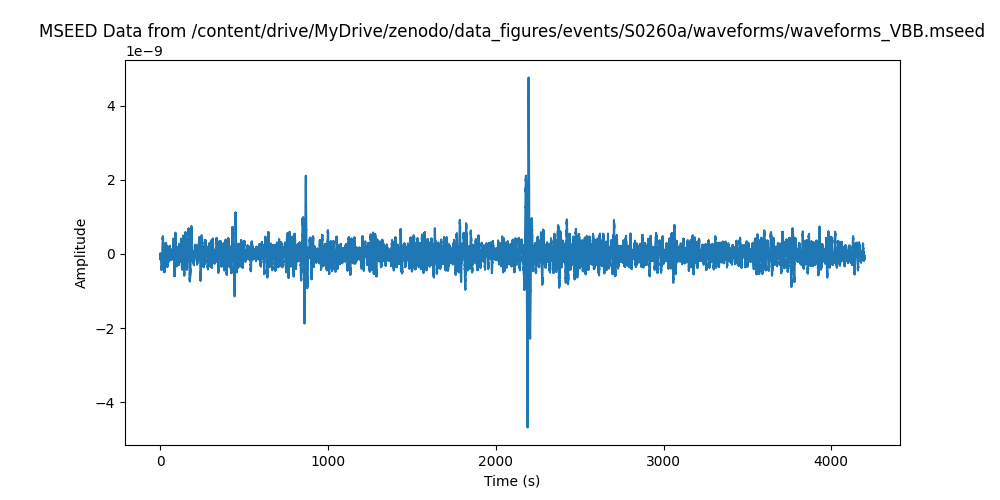 MSEED Data from /content/drive/MyDrive/zenodo/data_figures/events/S0260a/waveforms/waveforms_VBB.mseed
1e−9
4
2
0
−2
−4
Amplitude
0 1000 2000 3000 4000
Time (s)